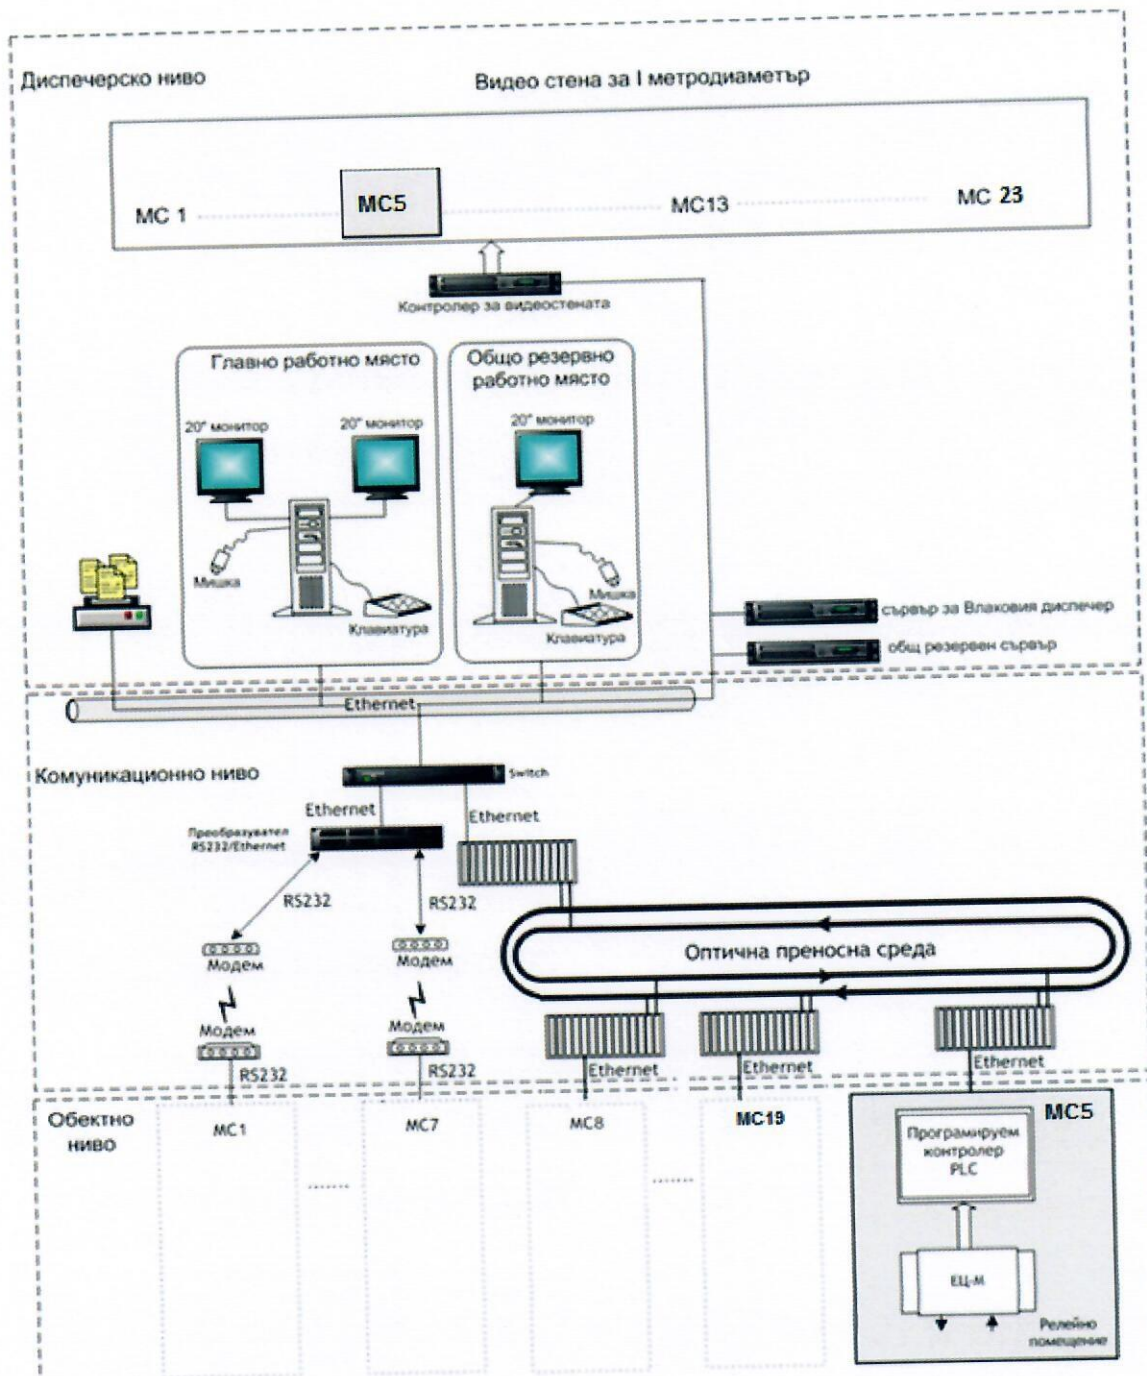 Диспечерско ниво
Видео стена за I метродиаметър
МС 1
МС5
МС13
МС 23
Контролер за видеостената
Главно работно място
Общо резервно
работно място
20" монитор
20" монитор
20" монитор
Мишка
Клавиатура
Мишка
Клавиатура
сървър за Влаковия диспечер
общ резервен сървър
Ethernet
Комуникационно ниво
Switch
Ethernet
Ethernet
Преобразувател
RS232/Ethernet
RS232
RS232
Модем
Модем
Оптична преносна среда
Модем
Модем
RS232
RS232
Ethernet
Ethernet
Ethernet
Обектно
ниво
МС1
МС7
МС8
МС19
МС5
Програмируем
контролер
PLC
ЕЦ-М
Релейно
помещение